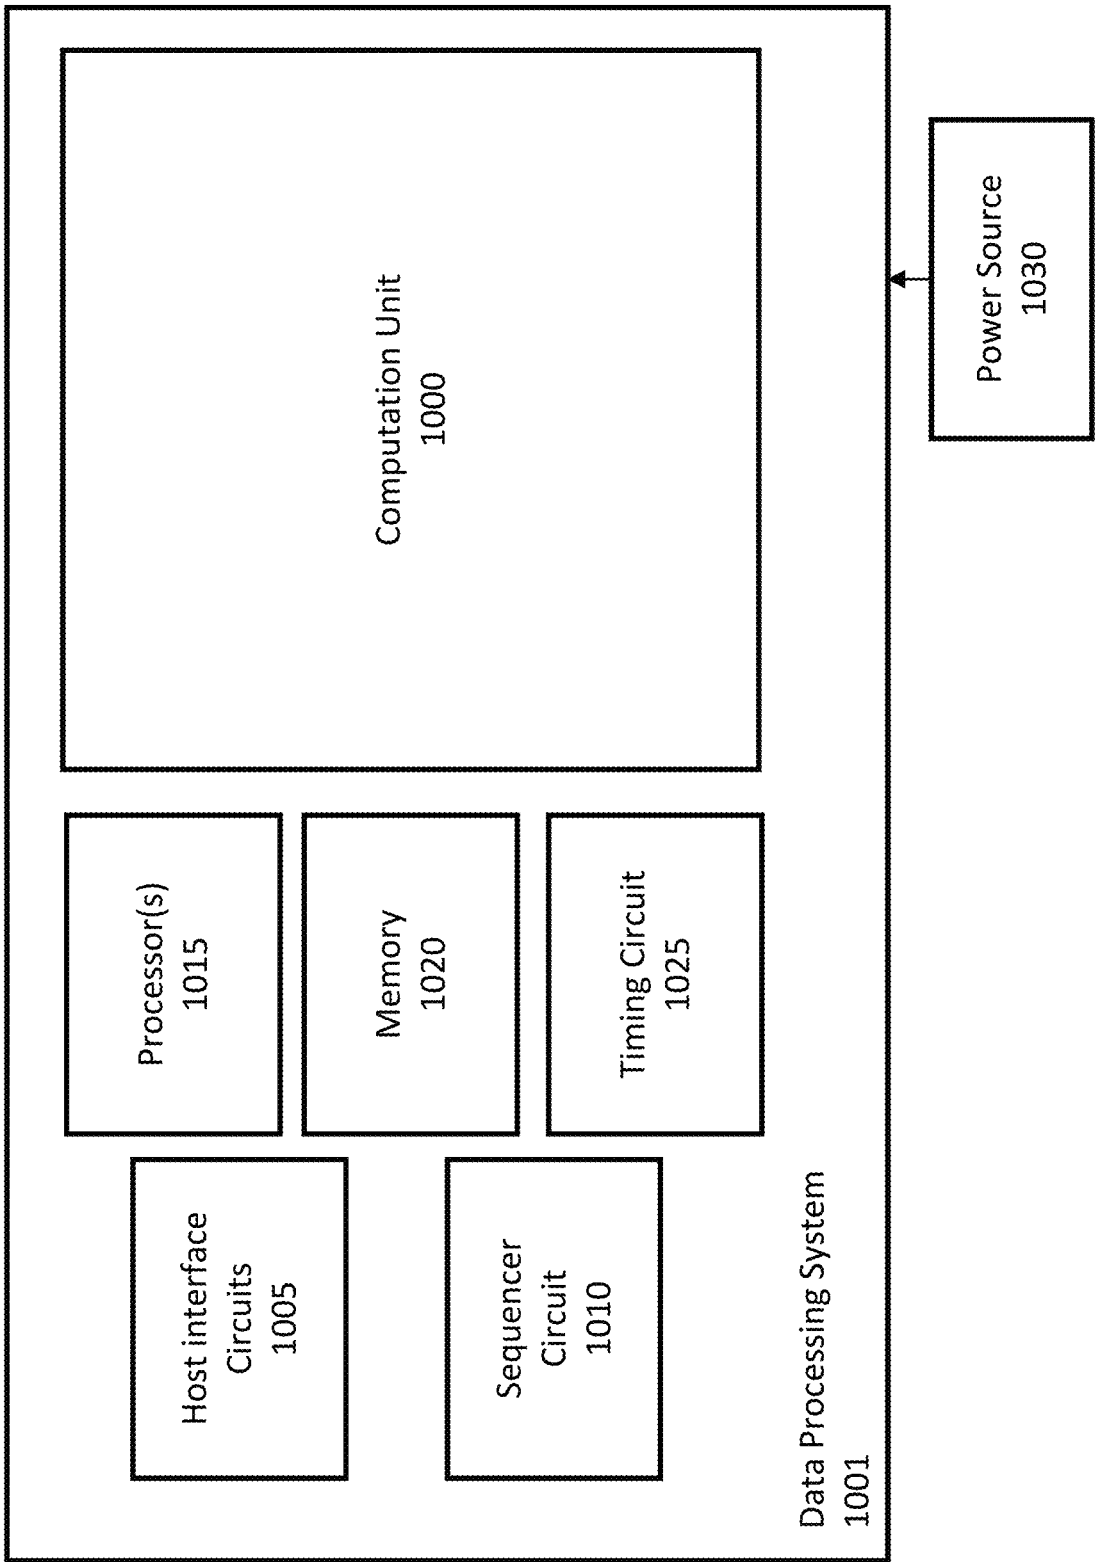 Host interface
Circuits
1005
Sequencer
Circuit
1010
Processor(s)
1015
Memory
1020
Timing Circuit
1025
Computation Unit
1000
Data Processing System
1001
Power Source
1030